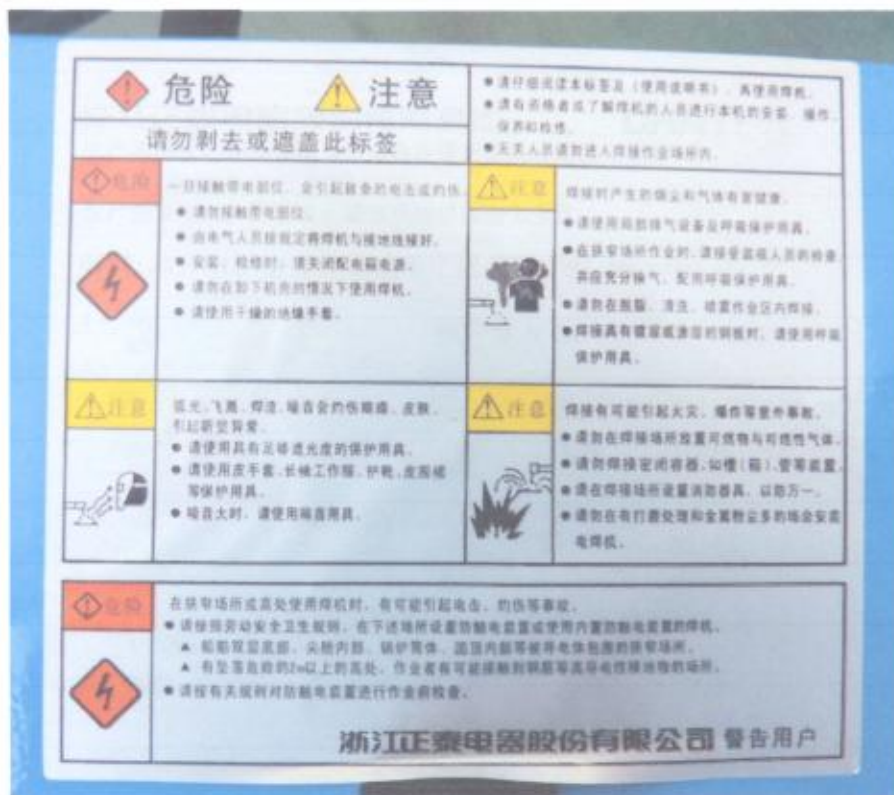 危险 注意
请勿剥去或遮盖此标签
● 请仔细阅读本标签及(使用说明书)，再使用焊机。
● 请有资格者或了解焊机的人员进行本机的安装、操作、
保养和检修。
● 无关人员请勿进入焊接作业场所内。
危险
一旦接触带电部位，会引起致命的电击或灼伤。
● 请勿接触带电部位。
● 由电气人员按规定将焊机与接地线接好。
● 安装、检修时，请关闭配电箱电源。
● 请勿在卸下机壳的情况下使用焊机。
● 请使用干燥的绝缘手套。
注意
焊接时产生的烟尘和气体有害健康。
● 请使用局部排气设备及呼吸保护用具。
● 在狭窄场所作业时，请接受监视人员的检查
并应充分换气，配用呼吸保护用具。
● 请勿在脱脂、清洗、喷雾作业区内焊接。
● 焊接具有镀层或涂层的钢板时，请使用呼吸
保护用具。
注意
弧光、飞溅、焊渣、噪音会灼伤眼睛、皮肤、
引起听觉异常。
● 请使用具有足够遮光度的保护用具。
● 请使用皮手套、长袖工作服、护靴、皮围裙
等保护用具。
● 噪音大时，请使用隔音用具。
注意
焊接有可能引起火灾、爆炸等意外事故。
● 请勿在焊接场所放置可燃物与可燃性气体。
● 请勿焊接密闭容器，如槽(箱)、管等装置。
● 请在焊接场所设置消防器具，以防万一。
● 请勿在有打磨处理和金属粉尘多的场合安装
电焊机。
危险
在狭窄场所或高处使用焊机时，有可能引起电击、灼伤等事故。
● 请按照劳动安全卫生规则，在下述场所设置防触电装置或使用内置防触电装置的焊机。
▲ 船舶双层底部、尖舱内部、锅炉筒体、圆顶内部等被导电体包围的狭窄场所。
▲ 有坠落危险的2m以上的高处，作业者有可能接触到钢筋等高导电性接地物的场所。
● 请按有关规则对防触电装置进行作业前检查。
浙江正泰电器股份有限公司 警告用户